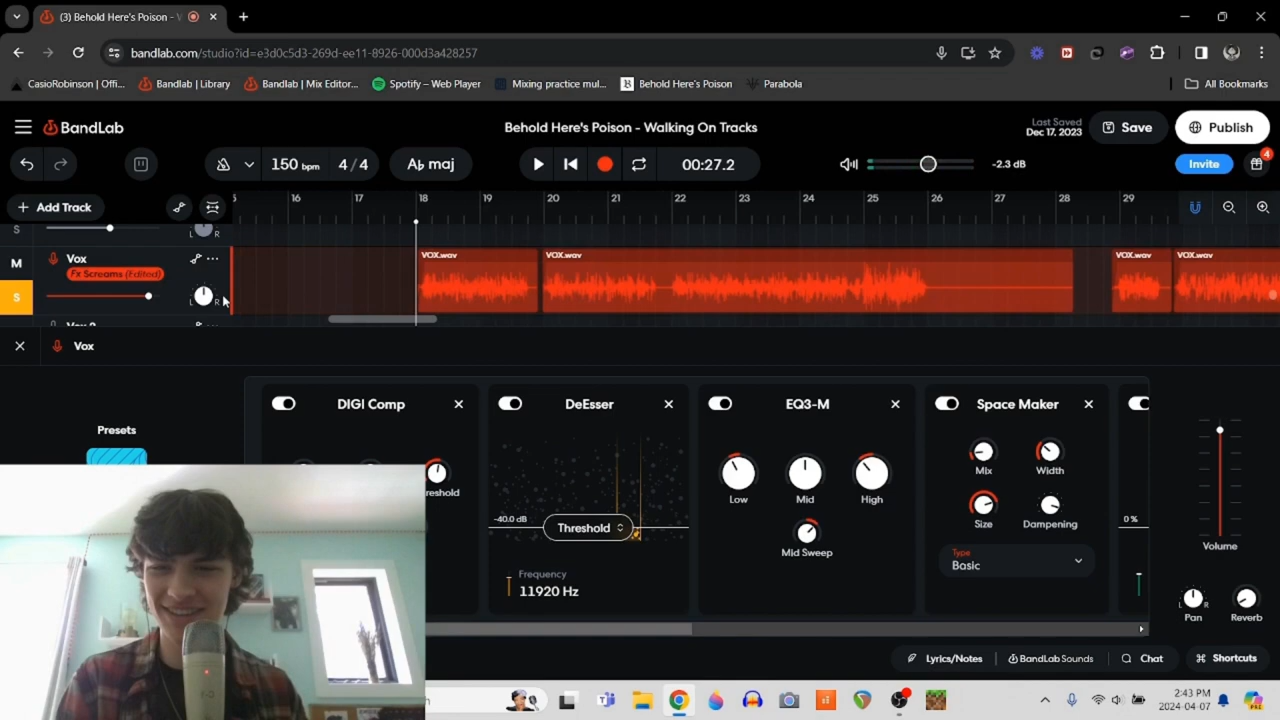 (3) Behold Here's Poison - V
bandlab.com/studio?id=e3d0c5d3-269d-ee11-8926-000d3a428257
CasioRobinson | Offi...
Bandlab | Library
Bandlab | Mix Editor...
Spotify – Web Player
Mixing practice mul...
Behold Here's Poison
Parabola
All Bookmarks
BandLab
Behold Here's Poison - Walking On Tracks
Last Saved
Dec 17, 2023
Save
Publish
150 bpm
4/4
A♭ maj
00:27.2
-2.3 dB
Invite
4
+ Add Track
16
17
18
19
20
21
22
23
24
25
26
27
28
29
S
L R
M
Vox
Fx Screams (Edited)
S
L R
VOX.wav
VOX.wav
VOX.wav
VOX.wav
Vox 2
Vox
Presets
DIGI Comp
DeEsser
EQ3-M
Space Maker
reshold
-40.0 dB
Threshold
Frequency
11920 Hz
Low
Mid
High
Mid Sweep
Mix
Width
Size
Dampening
Type
Basic
0 %
Volume
L R
Pan
Reverb
Lyrics/Notes
BandLab Sounds
Chat
Shortcuts
2:43 PM
2024-04-07